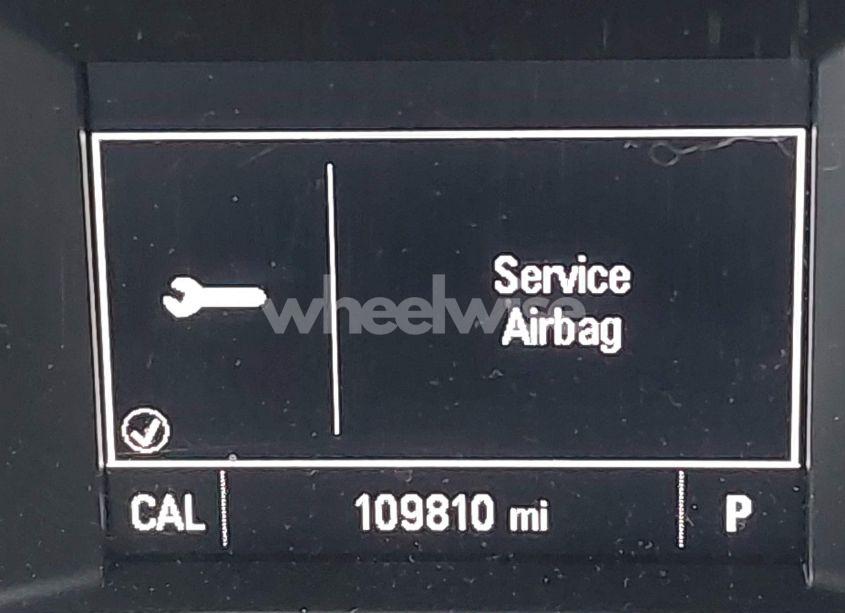 Service
wheelwise
Airbag
CAL 109810 mi P